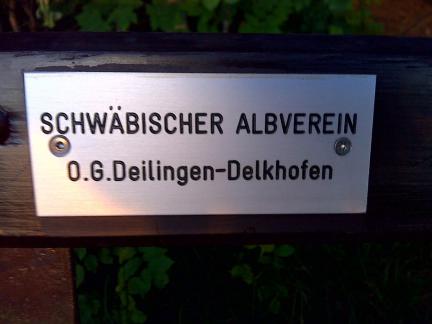 SCHWÄBISCHER ALBVEREIN
O.G.Deilingen-Delkhofen